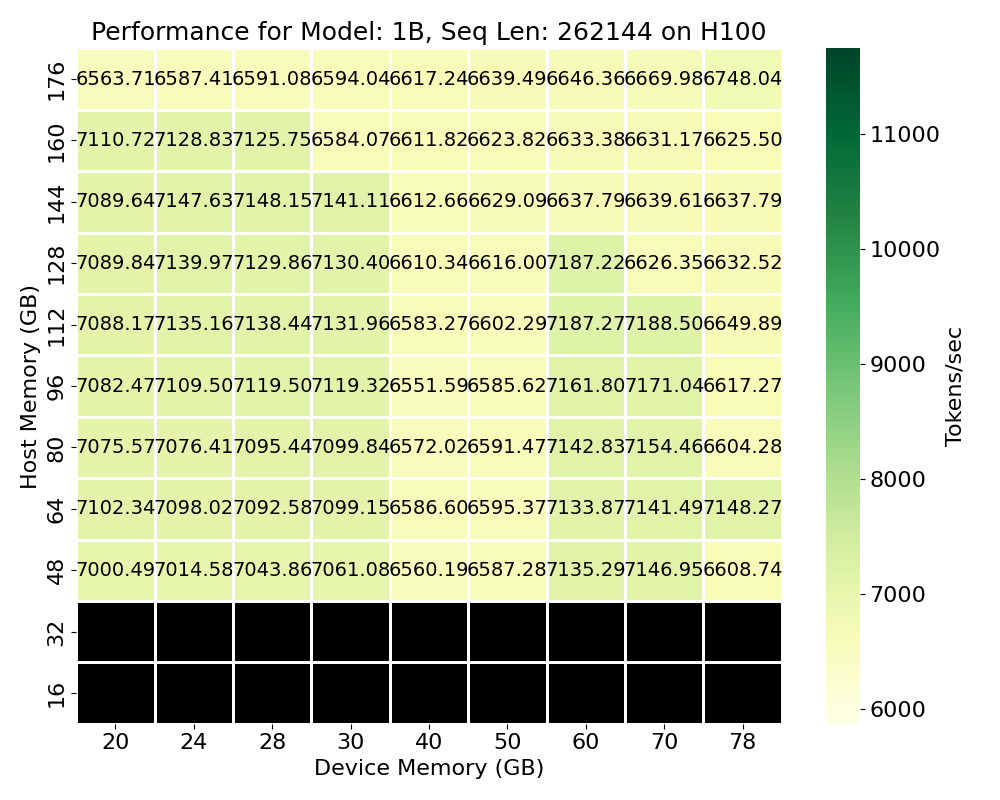 Performance for Model: 1B, Seq Len: 262144 on H100
176 6563.71 6587.41 6591.08 6594.04 6617.24 6639.49 6646.36 6669.98 6748.04
160 7110.72 7128.83 7125.75 6584.07 6611.82 6623.82 6633.38 6631.17 6625.50
144 7089.64 7147.63 7148.15 7141.11 6612.66 6629.09 6637.79 6639.61 6637.79
128 7089.84 7139.97 7129.86 7130.40 6610.34 6616.00 7187.22 6626.35 6632.52
112 7088.17 7135.16 7138.44 7131.96 6583.27 6602.29 7187.27 7188.50 6649.89
96 7082.47 7109.50 7119.50 7119.32 6551.59 6585.62 7161.80 7171.04 6617.27
80 7075.57 7076.41 7095.44 7099.84 6572.02 6591.47 7142.83 7154.46 6604.28
64 7102.34 7098.02 7092.58 7099.15 6586.60 6595.37 7133.87 7141.49 7148.27
48 7000.49 7014.58 7043.86 7061.08 6560.19 6587.28 7135.29 7146.95 6608.74
32
16
20 24 28 30 40 50 60 70 78
Device Memory (GB)
Host Memory (GB)
11000
10000
9000
8000
7000
6000
Tokens/sec